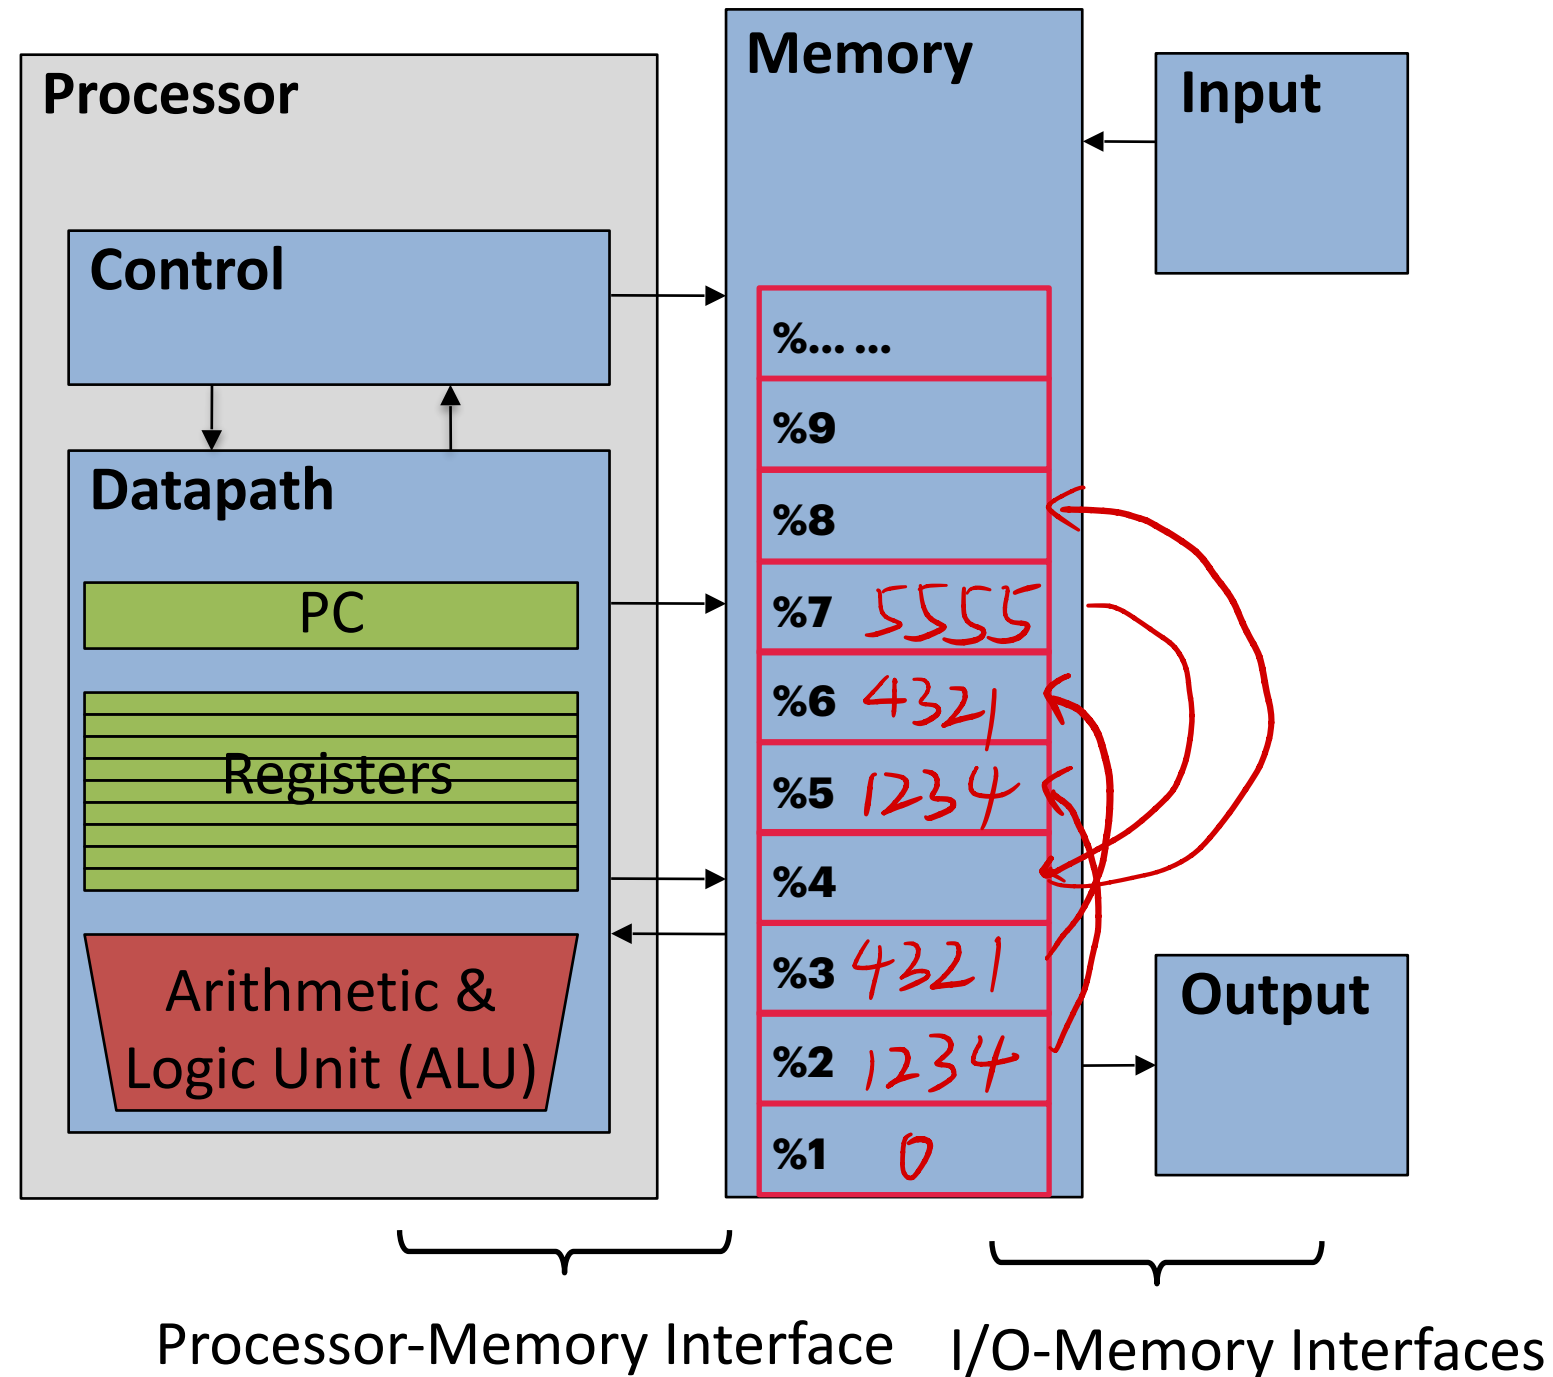 Processor
Control
Datapath
PC
Registers
Arithmetic &
Logic Unit (ALU)
Memory
%... ...
%9
%8
%7 5555
%6 4321
%5 1234
%4
%3 4321
%2 1234
%1 0
Input
Output
Processor-Memory Interface
I/O-Memory Interfaces